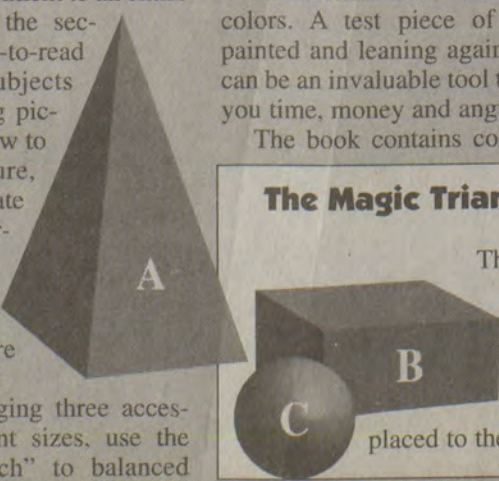 the sec-
-to-read
ubjects
g pic-
w to
ure,
ate
r-
re
ging three acces-
nt sizes, use the
ch” to balanced
colors. A test piece of
painted and leaning again
can be an invaluable tool t
you time, money and ang
The book contains co
The Magic Trian
Th
placed to the
A
B
C